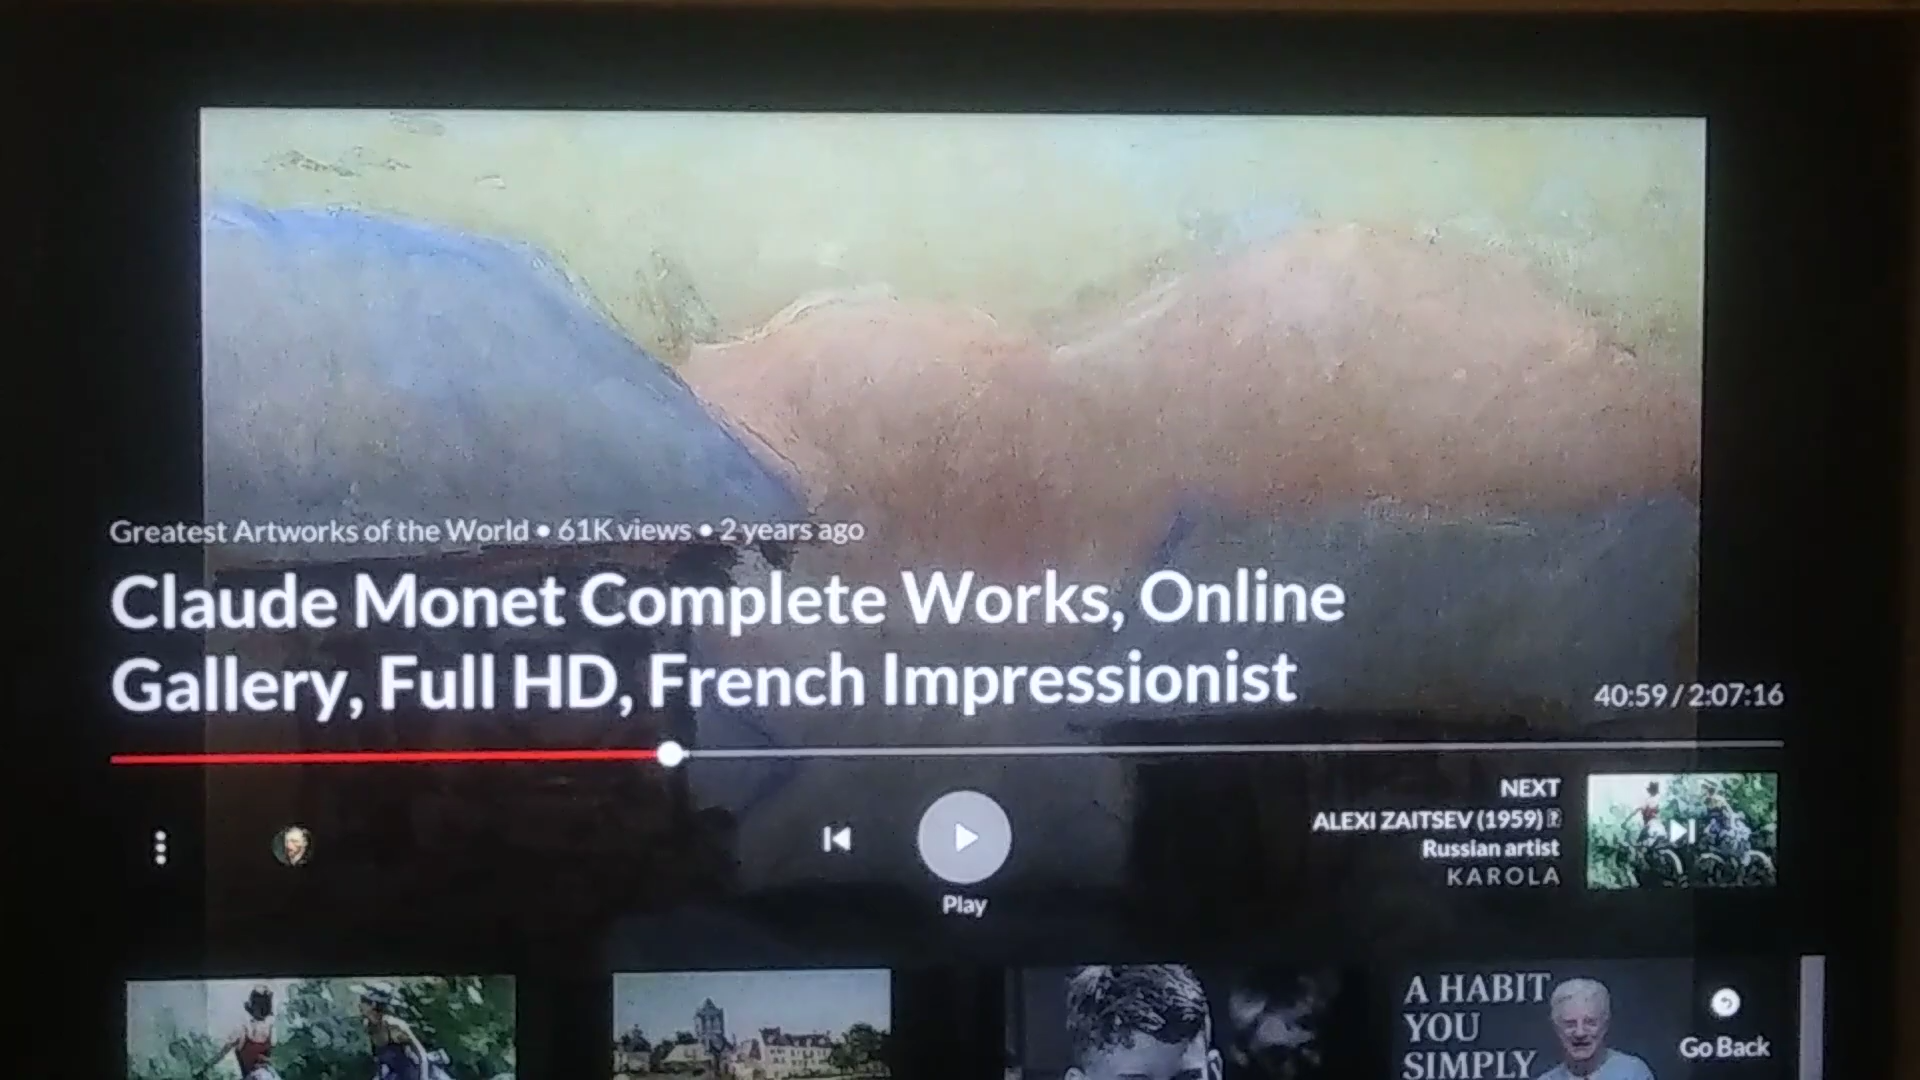 Greatest Artworks of the World • 61K views • 2 years ago
Claude Monet Complete Works, Online
Gallery, Full HD, French Impressionist
40:59 / 2:07:16
NEXT
ALEXI ZAITSEV (1959)
Russian artist
KAROLA
Play
A HABIT
YOU
SIMPLY
Go Back